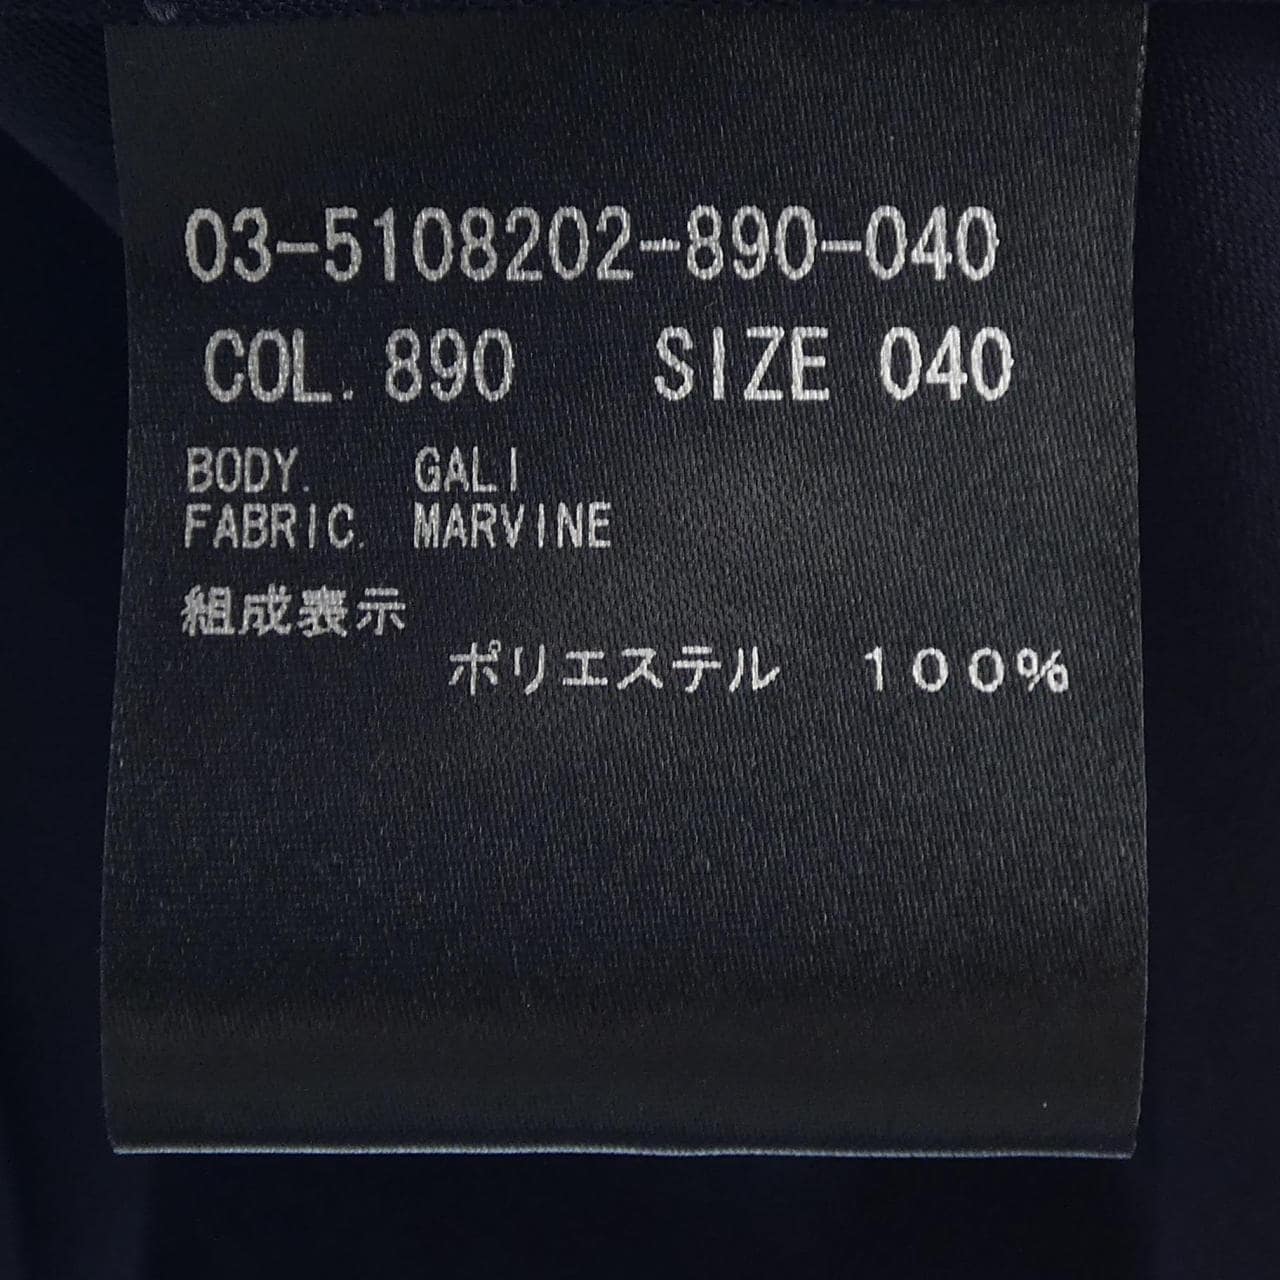 03-5108202-890-040
COL. 890 SIZE 040
BODY. GALI
FABRIC. MARVINE
組成表示
ポリエステル 100%